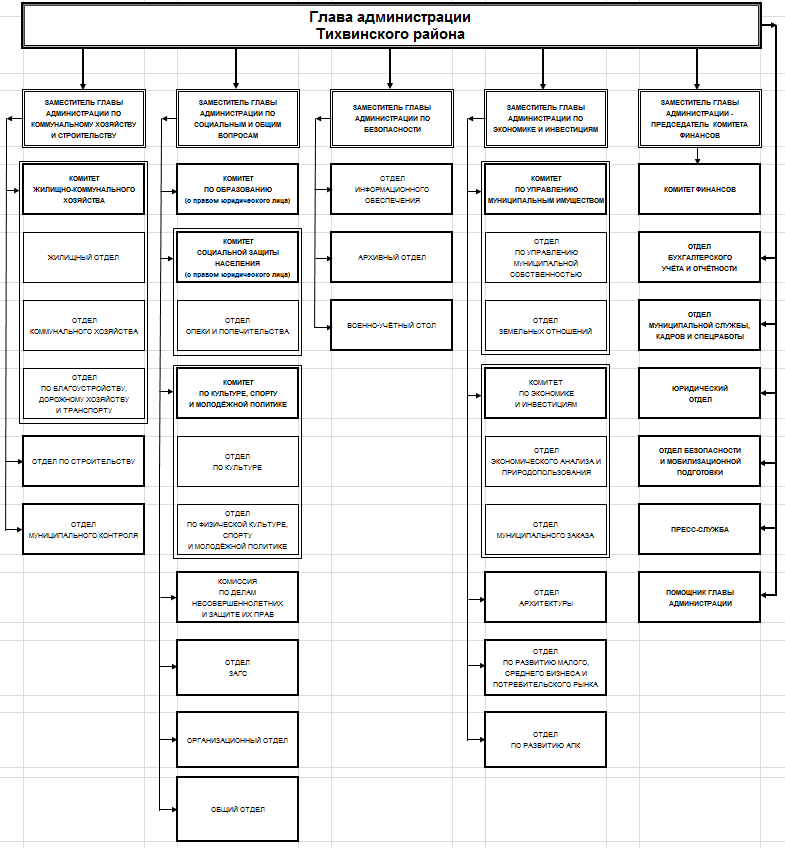 Глава администрации
Тихвинского района
ЗАМЕСТИТЕЛЬ ГЛАВЫ
АДМИНИСТРАЦИИ ПО
КОММУНАЛЬНОМУ ХОЗЯЙСТВУ
И СТРОИТЕЛЬСТВУ
КОМИТЕТ
ЖИЛИЩНО-КОММУНАЛЬНОГО
ХОЗЯЙСТВА
ЖИЛИЩНЫЙ ОТДЕЛ
ОТДЕЛ
КОММУНАЛЬНОГО ХОЗЯЙСТВА
ОТДЕЛ
ПО БЛАГОУСТРОЙСТВУ,
ДОРОЖНОМУ ХОЗЯЙСТВУ
И ТРАНСПОРТУ
ОТДЕЛ ПО СТРОИТЕЛЬСТВУ
ОТДЕЛ
МУНИЦИПАЛЬНОГО КОНТРОЛЯ
ЗАМЕСТИТЕЛЬ ГЛАВЫ
АДМИНИСТРАЦИИ ПО
СОЦИАЛЬНЫМ И ОБЩИМ
ВОПРОСАМ
КОМИТЕТ
ПО ОБРАЗОВАНИЮ
(с правом юридического лица)
КОМИТЕТ
СОЦИАЛЬНОЙ ЗАЩИТЫ
НАСЕЛЕНИЯ
(с правом юридического лица)
ОТДЕЛ
ОПЕКИ И ПОПЕЧИТЕЛЬСТВА
КОМИТЕТ
ПО КУЛЬТУРЕ, СПОРТУ
И МОЛОДЁЖНОЙ ПОЛИТИКЕ
ОТДЕЛ
ПО КУЛЬТУРЕ
ОТДЕЛ
ПО ФИЗИЧЕСКОЙ КУЛЬТУРЕ,
СПОРТУ
И МОЛОДЁЖНОЙ ПОЛИТИКЕ
КОМИССИЯ
ПО ДЕЛАМ
НЕСОВЕРШЕННОЛЕТНИХ
И ЗАЩИТЕ ИХ ПРАВ
ОТДЕЛ
ЗАГС
ОРГАНИЗАЦИОННЫЙ ОТДЕЛ
ОБЩИЙ ОТДЕЛ
ЗАМЕСТИТЕЛЬ ГЛАВЫ
АДМИНИСТРАЦИИ ПО
БЕЗОПАСНОСТИ
ОТДЕЛ
ИНФОРМАЦИОННОГО
ОБЕСПЕЧЕНИЯ
АРХИВНЫЙ ОТДЕЛ
ВОЕННО-УЧЁТНЫЙ СТОЛ
ЗАМЕСТИТЕЛЬ ГЛАВЫ
АДМИНИСТРАЦИИ ПО
ЭКОНОМИКЕ И ИНВЕСТИЦИЯМ
КОМИТЕТ
ПО УПРАВЛЕНИЮ
МУНИЦИПАЛЬНЫМ ИМУЩЕСТВОМ
ОТДЕЛ
ПО УПРАВЛЕНИЮ
МУНИЦИПАЛЬНОЙ
СОБСТВЕННОСТЬЮ
ОТДЕЛ
ЗЕМЕЛЬНЫХ ОТНОШЕНИЙ
КОМИТЕТ
ПО ЭКОНОМИКЕ
И ИНВЕСТИЦИЯМ
ОТДЕЛ
ЭКОНОМИЧЕСКОГО АНАЛИЗА И
ПРИРОДОПОЛЬЗОВАНИЯ
ОТДЕЛ
МУНИЦИПАЛЬНОГО ЗАКАЗА
ОТДЕЛ
АРХИТЕКТУРЫ
ОТДЕЛ
ПО РАЗВИТИЮ МАЛОГО,
СРЕДНЕГО БИЗНЕСА И
ПОТРЕБИТЕЛЬСКОГО РЫНКА
ОТДЕЛ
ПО РАЗВИТИЮ АПК
ЗАМЕСТИТЕЛЬ ГЛАВЫ
АДМИНИСТРАЦИИ -
ПРЕДСЕДАТЕЛЬ КОМИТЕТА
ФИНАНСОВ
КОМИТЕТ ФИНАНСОВ
ОТДЕЛ
БУХГАЛТЕРСКОГО
УЧЁТА И ОТЧЁТНОСТИ
ОТДЕЛ
МУНИЦИПАЛЬНОЙ СЛУЖБЫ,
КАДРОВ И СПЕЦРАБОТЫ
ЮРИДИЧЕСКИЙ
ОТДЕЛ
ОТДЕЛ БЕЗОПАСНОСТИ
И МОБИЛИЗАЦИОННОЙ
ПОДГОТОВКИ
ПРЕСС-СЛУЖБА
ПОМОЩНИК ГЛАВЫ
АДМИНИСТРАЦИИ